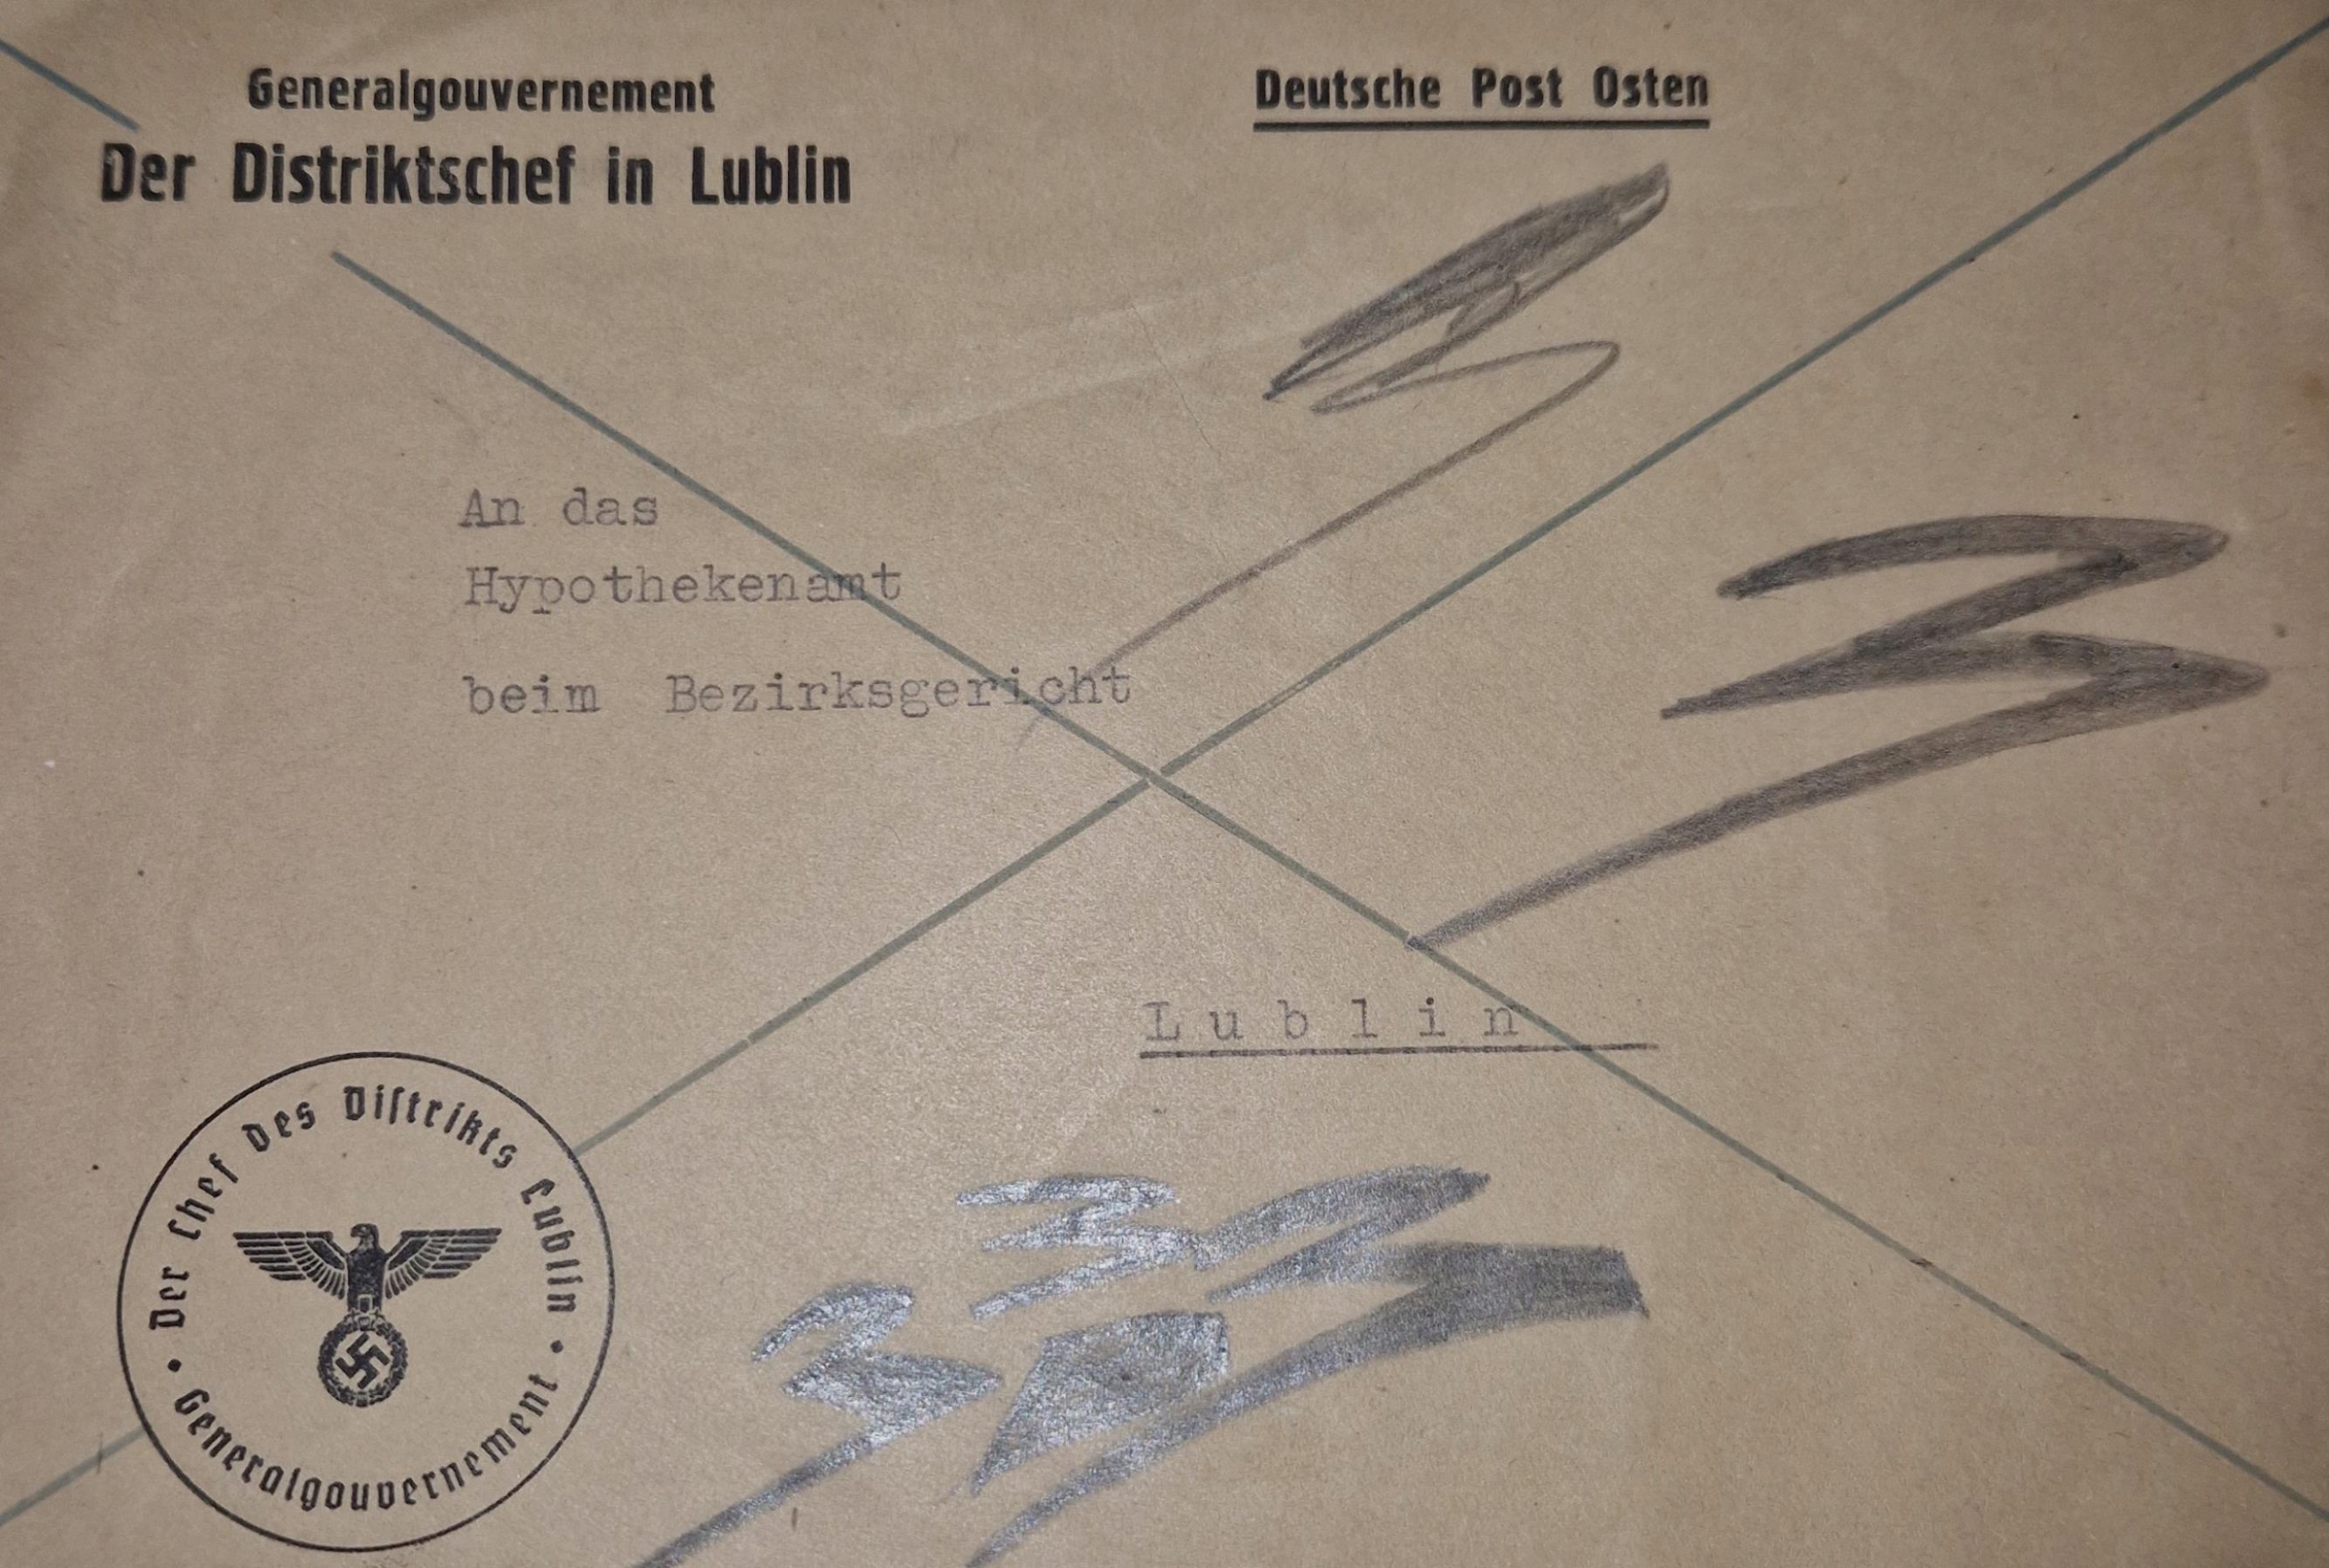 Generalgouvernement
Der Distriktschef in Lublin
Deutsche Post Osten
An das
Hypothekenamt
beim Bezirksgericht
Lublin
Der Chef des Diſtrikts Lublin
Generalgouvernement